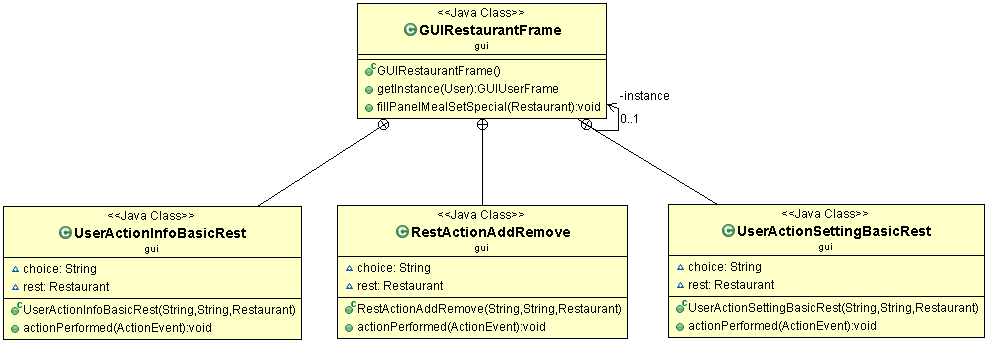 <<Java Class>>
GUIRestaurantFrame
gui
GUIRestaurantFrame()
getInstance(User):GUIUserFrame
fillPanelMealSetSpecial(Restaurant):void
-instance
0..1
<<Java Class>>
UserActionInfoBasicRest
gui
choice: String
rest: Restaurant
UserActionInfoBasicRest(String,String,Restaurant)
actionPerformed(ActionEvent):void
<<Java Class>>
RestActionAddRemove
gui
choice: String
rest: Restaurant
RestActionAddRemove(String,String,Restaurant)
actionPerformed(ActionEvent):void
<<Java Class>>
UserActionSettingBasicRest
gui
choice: String
rest: Restaurant
UserActionSettingBasicRest(String,String,Restaurant)
actionPerformed(ActionEvent):void